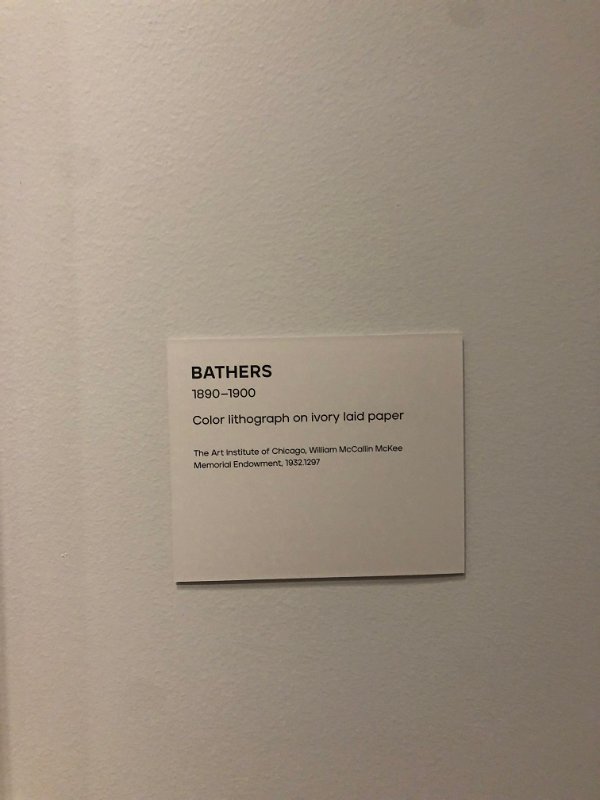 BATHERS
1890–1900
Color lithograph on ivory laid paper
The Art Institute of Chicago, William McCallin McKee
Memorial Endowment, 1932.1297